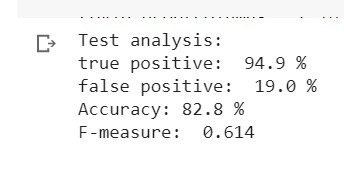 Test analysis:
true positive: 94.9 %
false positive: 19.0 %
Accuracy: 82.8 %
F-measure: 0.614